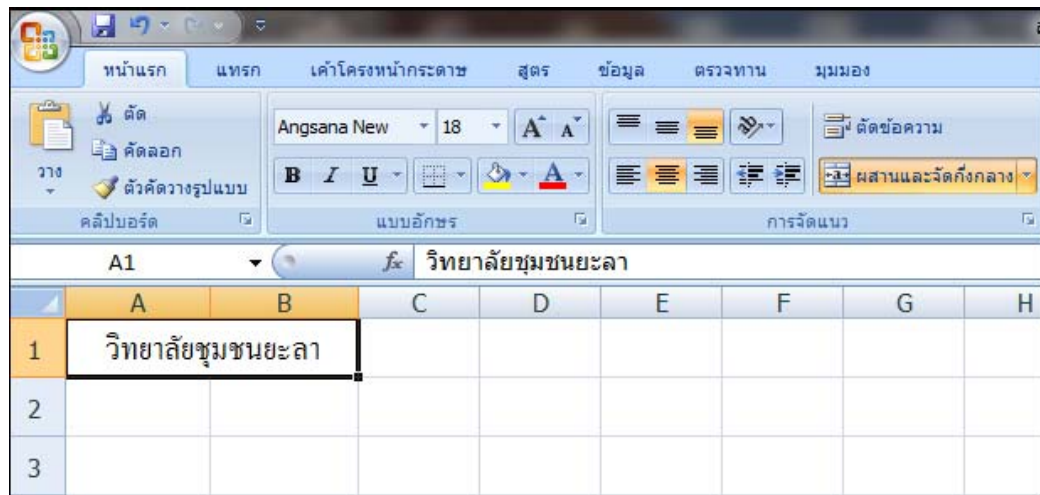 หน้าแรก แทรก เค้าโครงหน้ากระดาษ สูตร ข้อมูล ตรวจทาน มุมมอง
วาง
ตัด
คัดลอก
ตัวคัดวางรูปแบบ
คลิปบอร์ด
Angsana New 18
B I U A
แบบอักษร
ตัดข้อความ
ผสานและจัดกึ่งกลาง
การจัดแนว
A1 fx วิทยาลัยชุมชนยะลา
A B C D E F G H
1 วิทยาลัยชุมชนยะลา
2
3